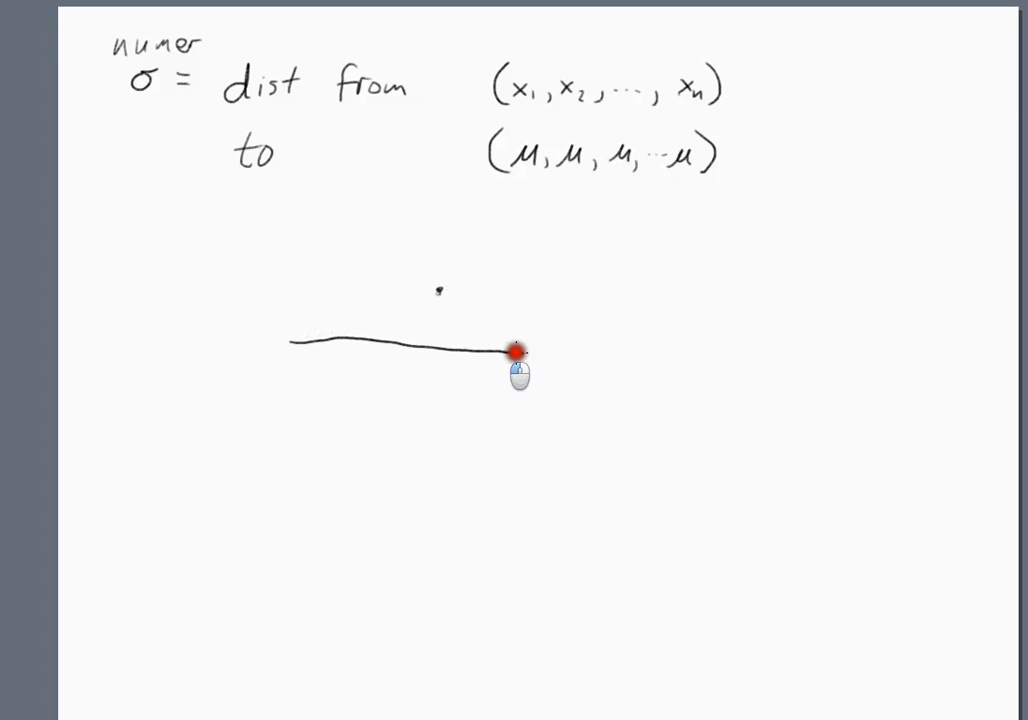 numer
σ = dist from (x₁, x₂, ..., xₙ)
to (μ, μ, μ, ...μ)